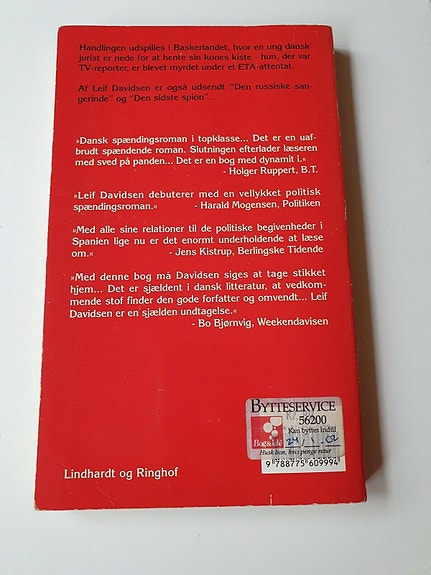 Handlingen udspilles i Baskerlandet, hvor en ung dansk
jurist er nede for at hente sin kones kiste - hun, der var
TV-reporter, er blevet myrdet under et ETA-attentat.
Af Leif Davidsen er også udsendt “Den russiske san-
gerinde” og “Den sidste spion”.
»Dansk spændingsroman i topklasse... Det er en uaf-
brudt spændende roman. Slutningen efterlader læseren
med sved på panden... Det er en bog med dynamit i.«
- Holger Ruppert, B.T.
»Leif Davidsen debuterer med en vellykket politisk
spændingsroman.« - Harald Mogensen, Politiken
»Med alle sine relationer til de politiske begivenheder i
Spanien lige nu er det enormt underholdende at læse
om.« - Jens Kistrup, Berlingske Tidende
»Med denne bog må Davidsen siges at tage stikket
hjem... Det er sjældent i dansk litteratur, at vedkom-
mende stof finder den gode forfatter og omvendt... Leif
Davidsen er en sjælden undtagelse.«
- Bo Bjørnvig, Weekendavisen
BYTTESERVICE
56200
Kan byttes indtil
Bog&idé
24/1 02
Husk bon, hvis penge retur
9 788775 609994
Lindhardt og Ringhof